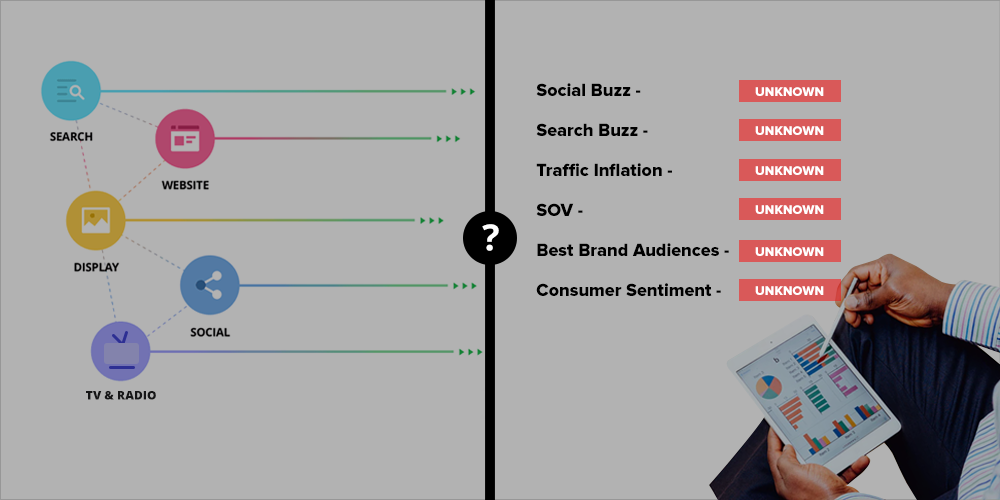 SEARCH
WEBSITE
DISPLAY
SOCIAL
TV & RADIO
?
Social Buzz - UNKNOWN
Search Buzz - UNKNOWN
Traffic Inflation - UNKNOWN
SOV - UNKNOWN
Best Brand Audiences - UNKNOWN
Consumer Sentiment - UNKNOWN